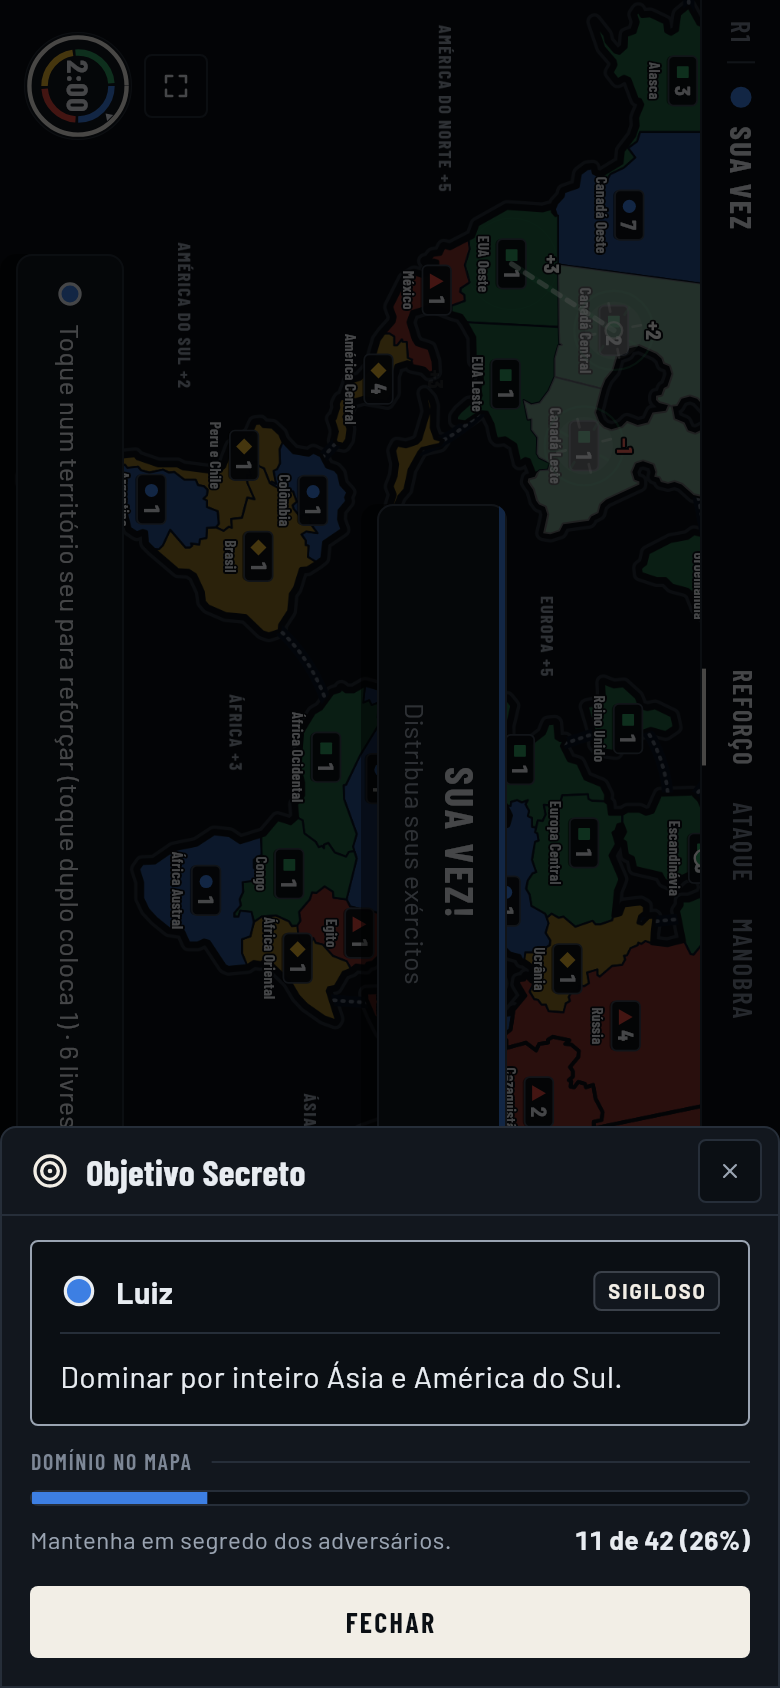 R1
SUA VEZ
REFORÇO
ATAQUE
MANOBRA
2:00
AMÉRICA DO NORTE +5
AMÉRICA DO SUL +2
EUROPA +5
ÁFRICA +3
ÁSIA
Alasca
3
Canadá Oeste
7
Canadá Central
2
+2
Canadá Leste
1
-1
EUA Oeste
1
+3
EUA Leste
1
México
1
América Central
4
Colômbia
1
Peru e Chile
1
Brasil
1
1
Reino Unido
1
1
Europa Central
1
Escandinávia
1
Ucrânia
1
Rússia
4
2
África Ocidental
1
Congo
1
Egito
1
África Oriental
1
África Austral
1
SUA VEZ!
Distribua seus exércitos
Toque num território seu para reforçar (toque duplo coloca 1) · 6 livres
Objetivo Secreto
Luiz
SIGILOSO
Dominar por inteiro Ásia e América do Sul.
DOMÍNIO NO MAPA
Mantenha em segredo dos adversários.
11 de 42 (26%)
FECHAR